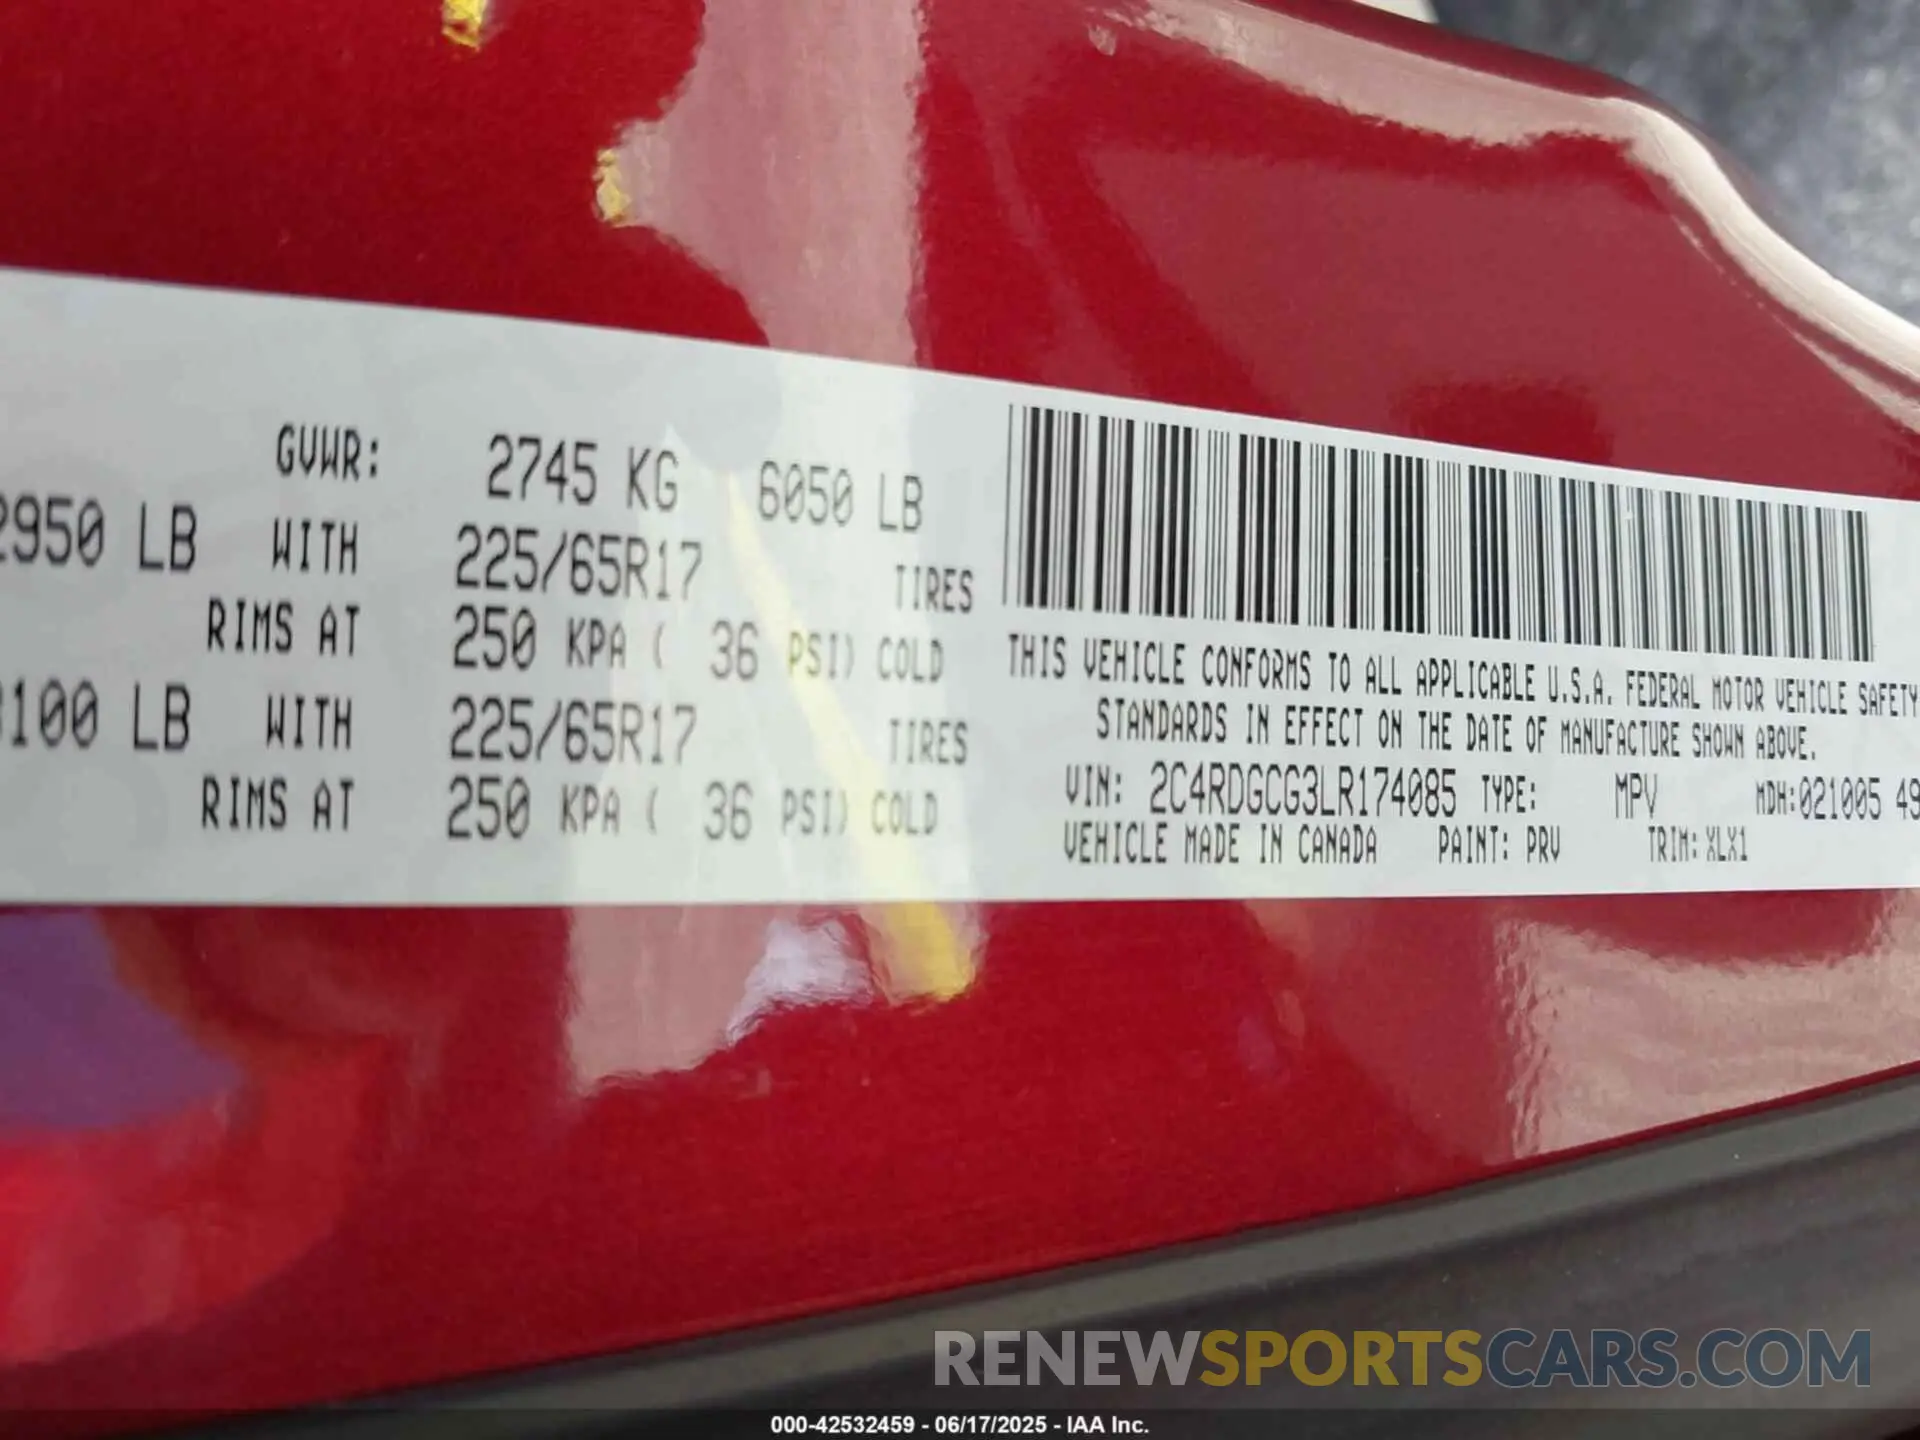 GVWR: 2745 KG 6050 LB
2950 LB WITH 225/65R17 TIRES
RIMS AT 250 KPA ( 36 PSI) COLD
100 LB WITH 225/65R17 TIRES
RIMS AT 250 KPA ( 36 PSI) COLD
THIS VEHICLE CONFORMS TO ALL APPLICABLE U.S.A. FEDERAL MOTOR VEHICLE SAFETY
STANDARDS IN EFFECT ON THE DATE OF MANUFACTURE SHOWN ABOVE.
VIN: 2C4RDGCG3LR174085 TYPE: MPV MDH:021005 49
VEHICLE MADE IN CANADA PAINT: PRV TRIM: XLX1
RENEWSPORTSCARS.COM
000-42532459 - 06/17/2025 - IAA Inc.